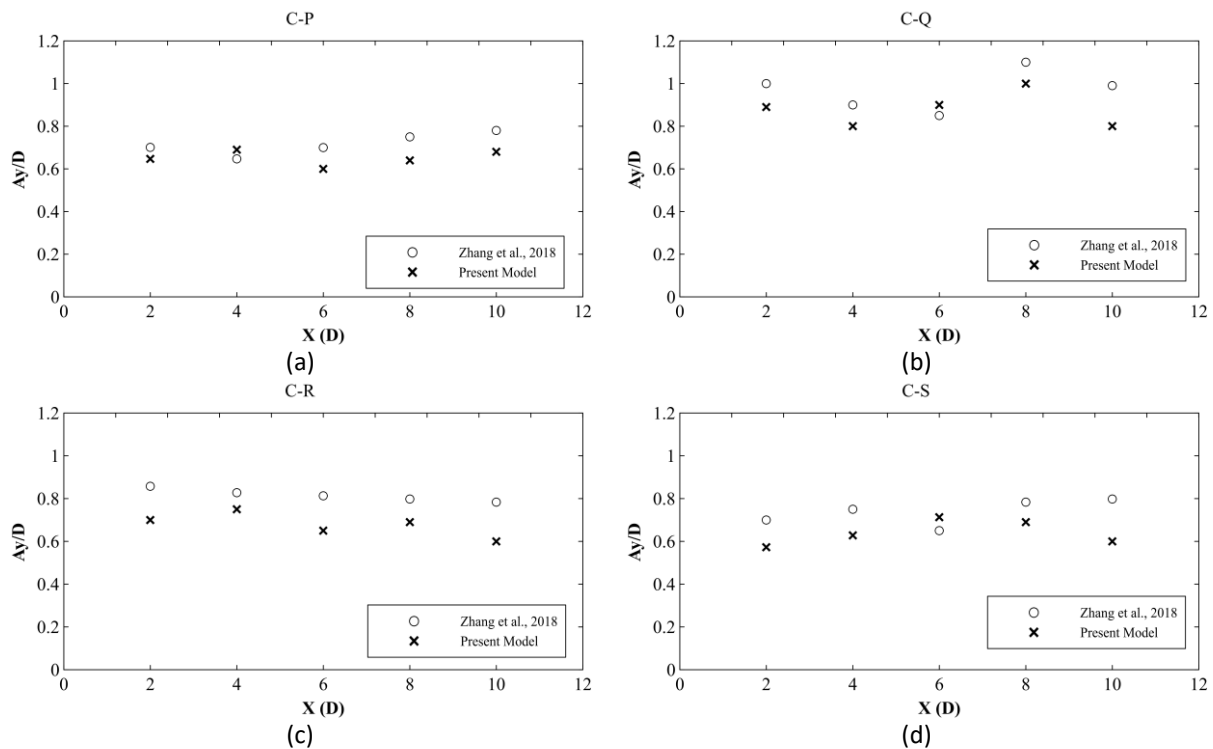 C-P
1.2
1
0.8
0.6
0.4
0.2
0
Ay/D
Zhang et al., 2018
Present Model
0 2 4 6 8 10 12
X (D)
(a)
C-Q
1.2
1
0.8
0.6
0.4
0.2
0
Ay/D
Zhang et al., 2018
Present Model
0 2 4 6 8 10 12
X (D)
(b)
C-R
1.2
1
0.8
0.6
0.4
0.2
0
Ay/D
Zhang et al., 2018
Present Model
0 2 4 6 8 10 12
X (D)
(c)
C-S
1.2
1
0.8
0.6
0.4
0.2
0
Ay/D
Zhang et al., 2018
Present Model
0 2 4 6 8 10 12
X (D)
(d)